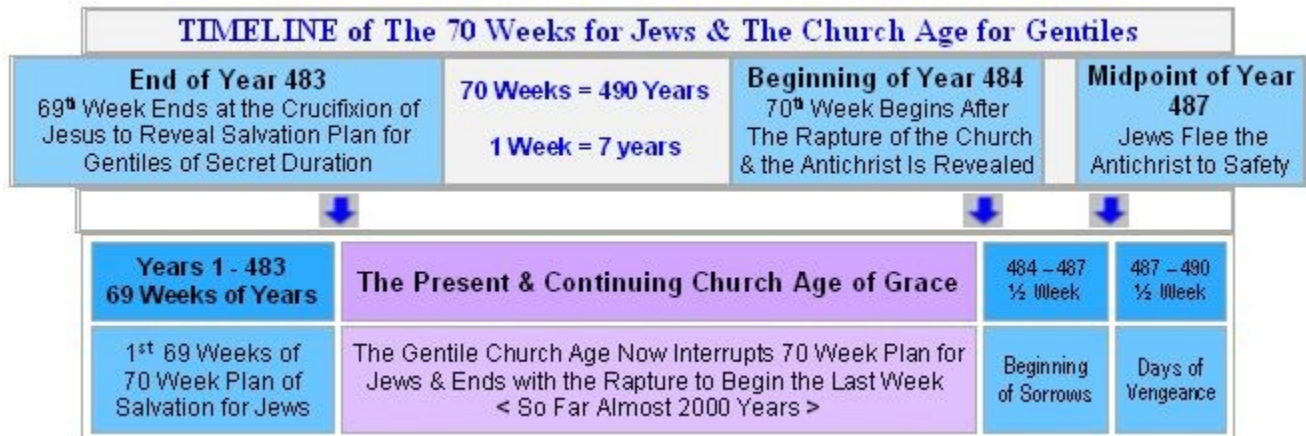 TIMELINE of The 70 Weeks for Jews & The Church Age for Gentiles
End of Year 483
69th Week Ends at the Crucifixion of
Jesus to Reveal Salvation Plan for
Gentiles of Secret Duration
70 Weeks = 490 Years
1 Week = 7 years
Beginning of Year 484
70th Week Begins After
The Rapture of the Church
& the Antichrist Is Revealed
Midpoint of Year
487
Jews Flee the
Antichrist to Safety
Years 1 - 483
69 Weeks of Years
The Present & Continuing Church Age of Grace
484 – 487
½ Week
487 – 490
½ Week
1st 69 Weeks of
70 Week Plan of
Salvation for Jews
The Gentile Church Age Now Interrupts 70 Week Plan for
Jews & Ends with the Rapture to Begin the Last Week
< So Far Almost 2000 Years >
Beginning
of Sorrows
Days of
Vengeance